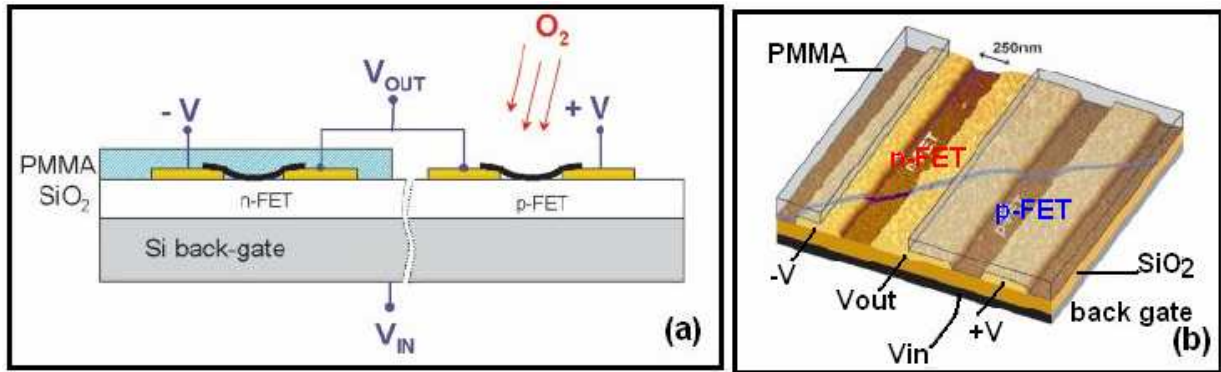 O2
VOUT
- V
+ V
PMMA
SiO2
n-FET
p-FET
Si back-gate
VIN
(a)
250nm
PMMA
n-FET
p-FET
-V
Vout
+V
SiO2
back gate
Vin
(b)